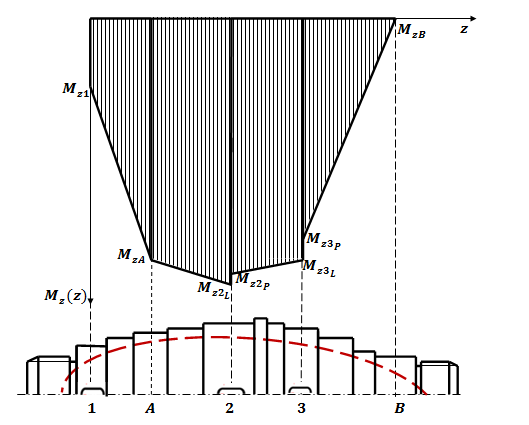 z
M_zB
M_z1
M_z3_P
M_zA
M_z3_L
M_z2_P
M_z2_L
M_z(z)
1 A 2 3 B